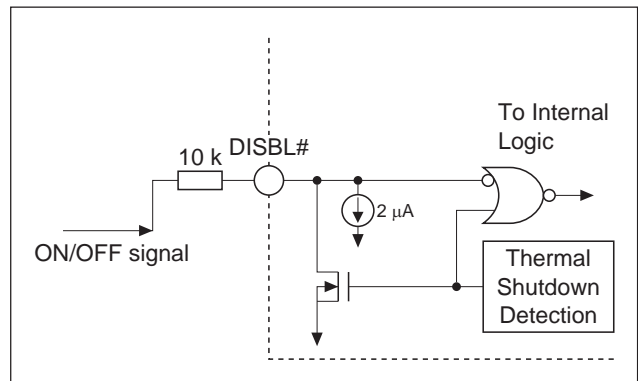 To Internal
Logic
10 k
DISBL#
2 μA
ON/OFF signal
Thermal
Shutdown
Detection